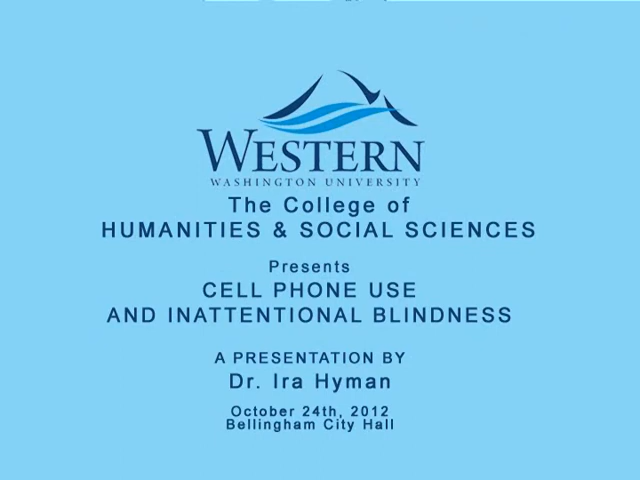 WESTERN
WASHINGTON UNIVERSITY
The College of
HUMANITIES & SOCIAL SCIENCES
Presents
CELL PHONE USE
AND INATTENTIONAL BLINDNESS
A PRESENTATION BY
Dr. Ira Hyman
October 24th, 2012
Bellingham City Hall